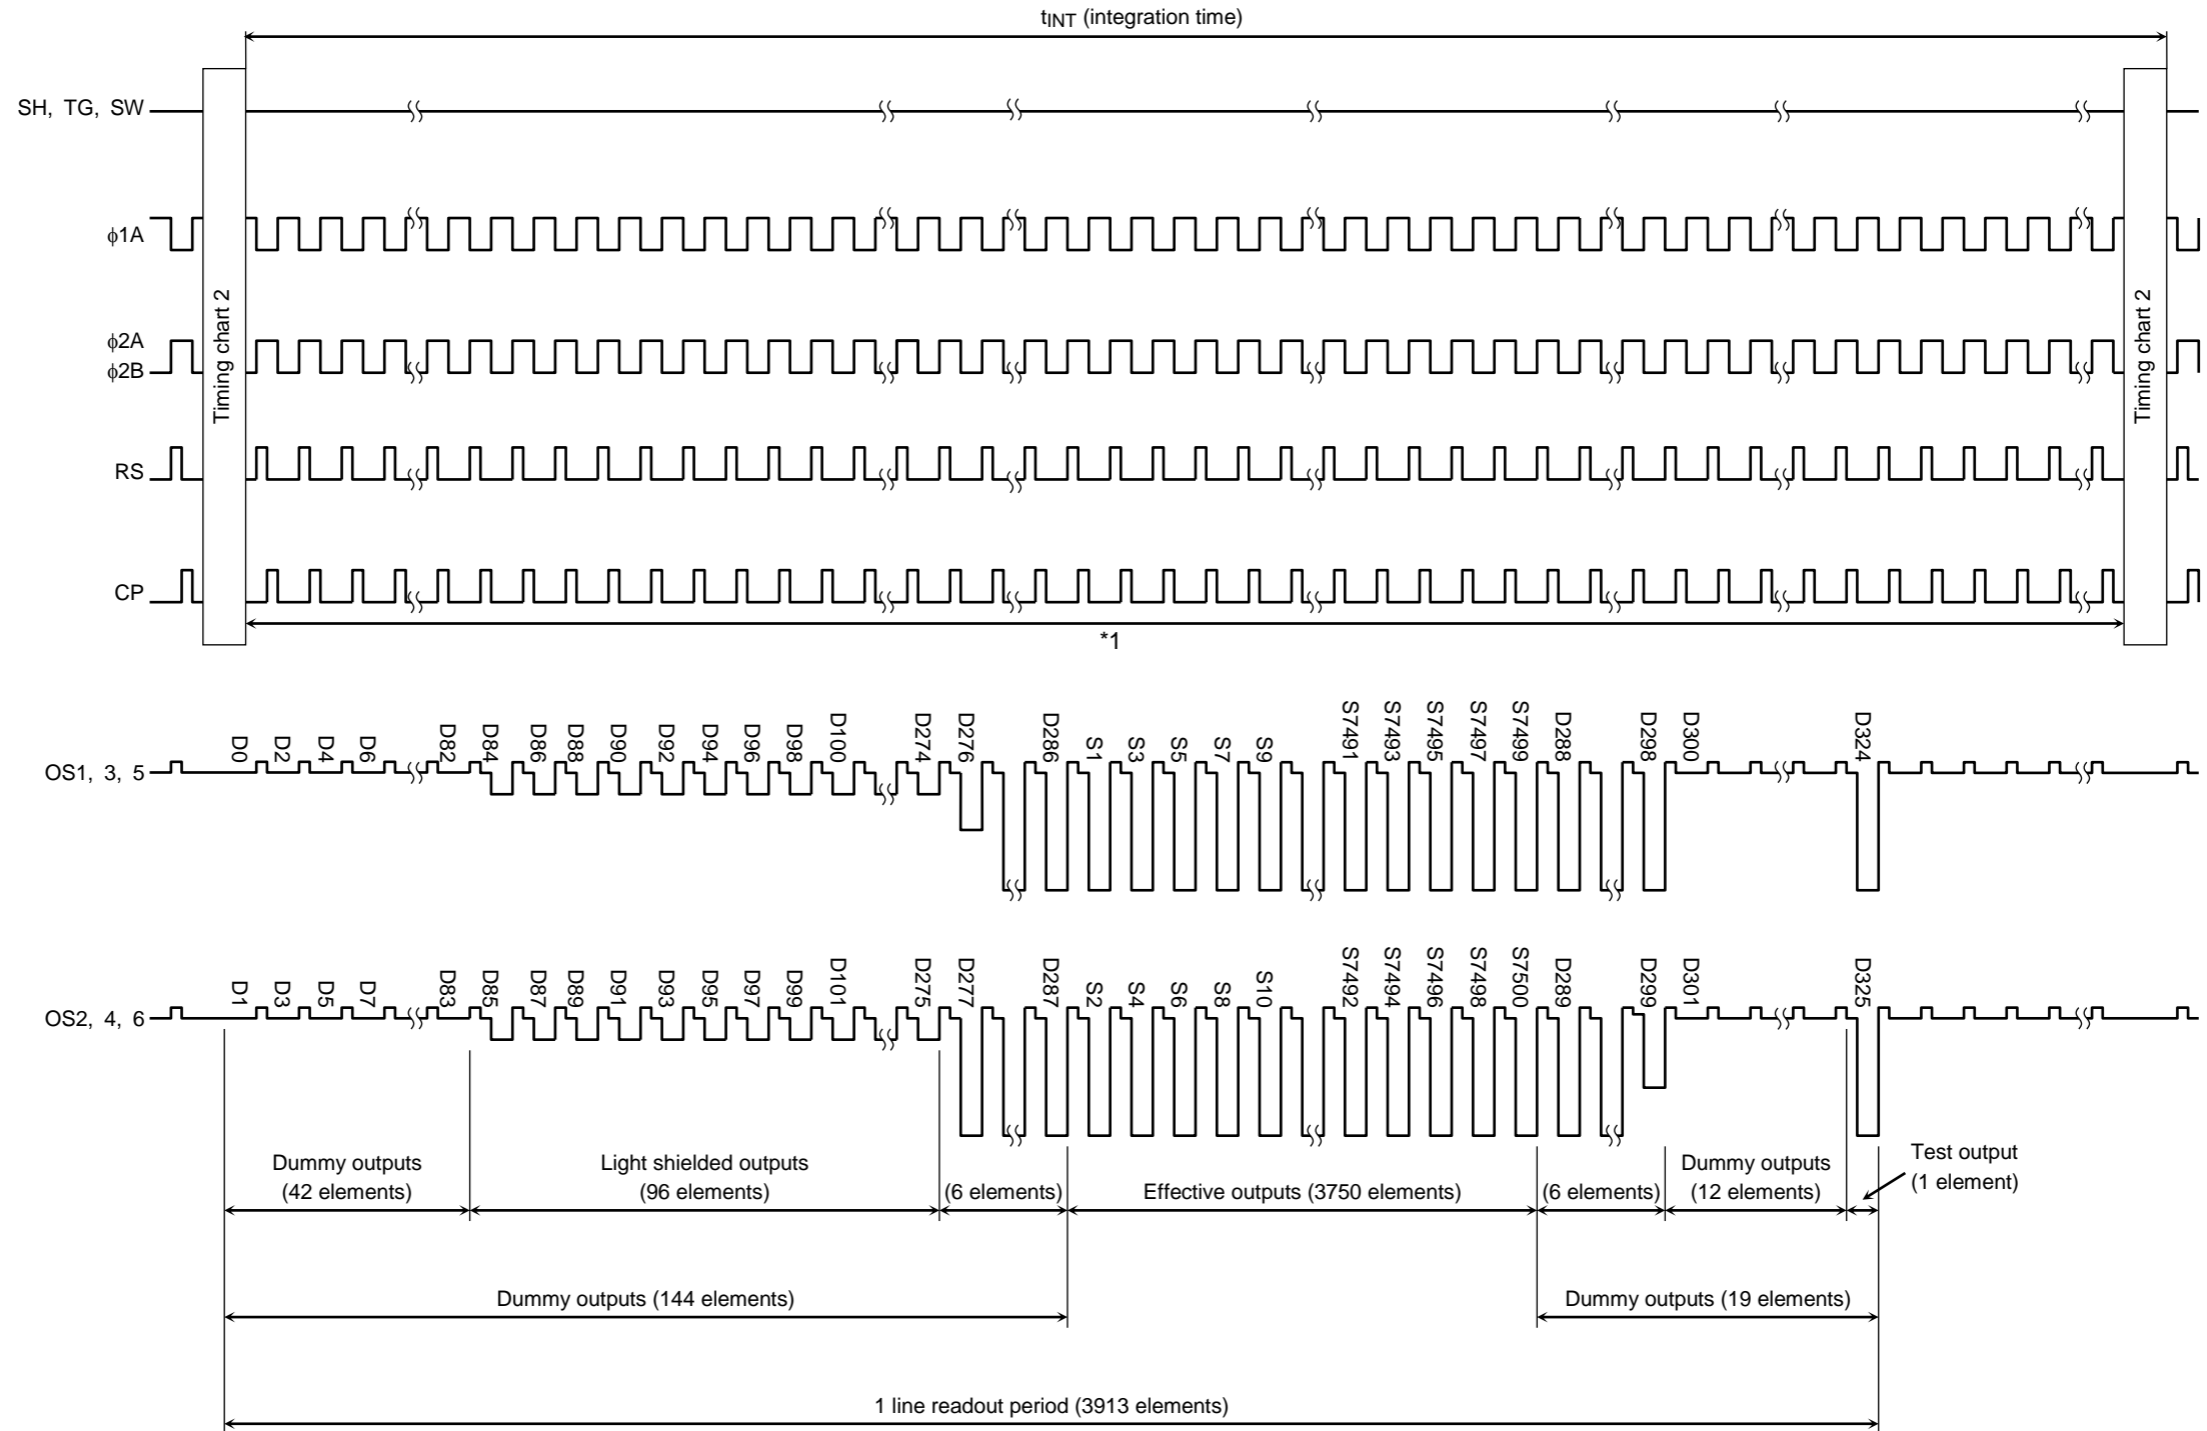 tINT (integration time)
SH, TG, SW
ϕ1A
Timing chart 2
Timing chart 2
ϕ2A
ϕ2B
RS
CP
*1
D0 D2 D4 D6 D82 D84 D86 D88 D90 D92 D94 D96 D98 D100 D274 D276 D286 S1 S3 S5 S7 S9 S7491 S7493 S7495 S7497 S7499 D288 D298 D300 D324
OS1, 3, 5
D1 D3 D5 D7 D83 D85 D87 D89 D91 D93 D95 D97 D99 D101 D275 D277 D287 S2 S4 S6 S8 S10 S7492 S7494 S7496 S7498 S7500 D289 D299 D301 D325
OS2, 4, 6
Dummy outputs
(42 elements)
Light shielded outputs
(96 elements)
(6 elements)
Effective outputs (3750 elements)
(6 elements)
Dummy outputs
(12 elements)
Test output
(1 element)
Dummy outputs (144 elements)
Dummy outputs (19 elements)
1 line readout period (3913 elements)